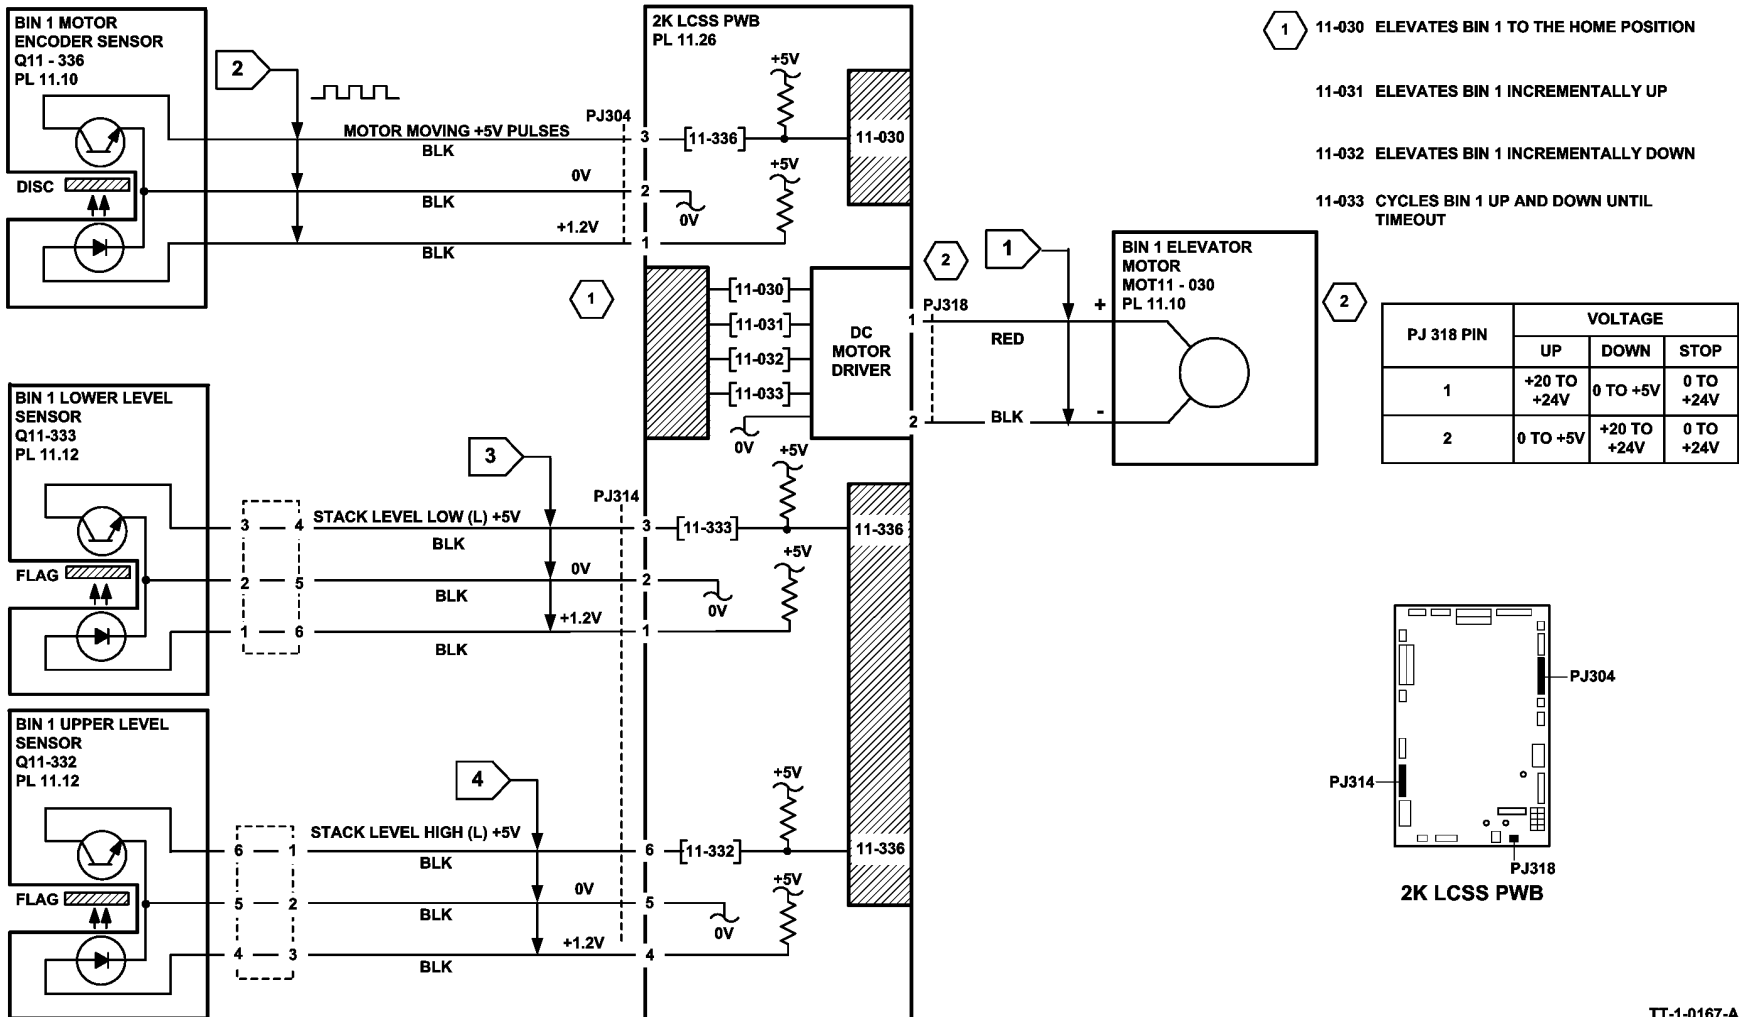 BIN 1 MOTOR
ENCODER SENSOR
Q11 - 336
PL 11.10
DISC
2
MOTOR MOVING +5V PULSES
BLK
0V
BLK
+1.2V
BLK
PJ304
3
2
1
2K LCSS PWB
PL 11.26
+5V
[11-336]
11-030
+5V
0V
1
[11-030]
[11-031]
[11-032]
[11-033]
0V
DC
MOTOR
DRIVER
2
PJ318
1
2
1
RED
BLK
+
-
BIN 1 ELEVATOR
MOTOR
MOT11 - 030
PL 11.10
2
1
11-030 ELEVATES BIN 1 TO THE HOME POSITION
11-031 ELEVATES BIN 1 INCREMENTALLY UP
11-032 ELEVATES BIN 1 INCREMENTALLY DOWN
11-033 CYCLES BIN 1 UP AND DOWN UNTIL
TIMEOUT
PJ 318 PIN
VOLTAGE
UP DOWN STOP
1 +20 TO +24V 0 TO +5V 0 TO +24V
2 0 TO +5V +20 TO +24V 0 TO +24V
BIN 1 LOWER LEVEL
SENSOR
Q11-333
PL 11.12
FLAG
3 4
2 5
1 6
3
STACK LEVEL LOW (L) +5V
BLK
0V
BLK
+1.2V
BLK
PJ314
3
2
1
+5V
[11-333]
11-336
+5V
0V
BIN 1 UPPER LEVEL
SENSOR
Q11-332
PL 11.12
FLAG
6 1
5 2
4 3
4
STACK LEVEL HIGH (L) +5V
BLK
0V
BLK
+1.2V
BLK
6
5
4
+5V
[11-332]
11-336
+5V
0V
PJ304
PJ314
PJ318
2K LCSS PWB
TT-1-0167-A